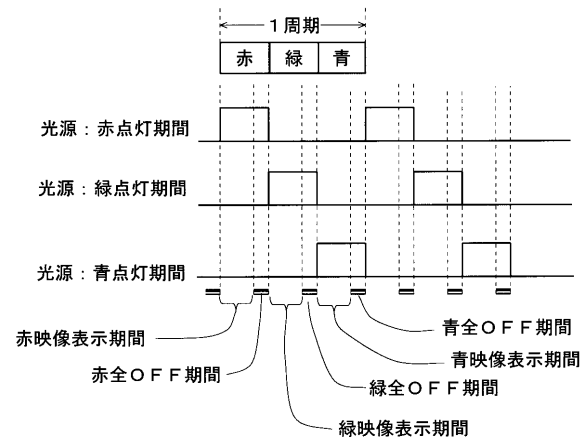 1周期
赤 緑 青
光源:赤点灯期間
光源:緑点灯期間
光源:青点灯期間
青全OFF期間
赤映像表示期間
青映像表示期間
赤全OFF期間
緑全OFF期間
緑映像表示期間